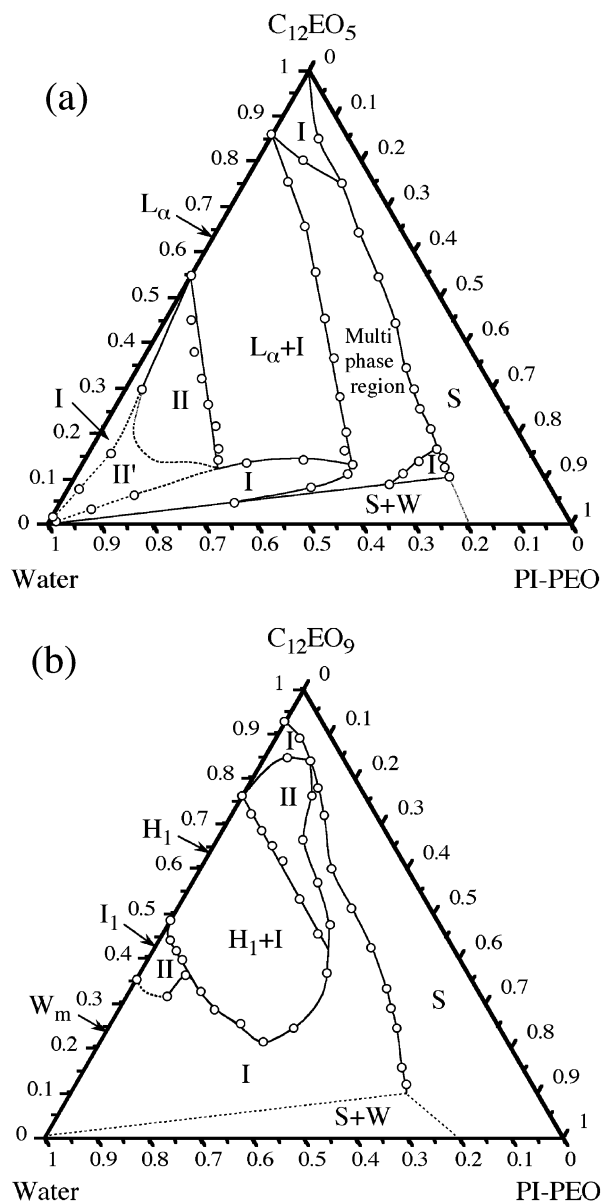 C₁₂EO₅
(a)
1 0
0.9 0.1
I
0.8 0.2
0.7 0.3
Lα
0.6 0.4
0.5 0.5
Lα+I Multi phase region
0.4 0.6
0.3 II S 0.7
I
0.2 0.8
II'
0.1 I I 0.9
S+W
0 1
1 0.9 0.8 0.7 0.6 0.5 0.4 0.3 0.2 0.1 0
Water PI-PEO
C₁₂EO₉
(b)
1 0
0.9 0.1
I
0.8 0.2
II
0.7 0.3
H₁
0.6 0.4
0.5 0.5
I₁
H₁+I
0.4 0.6
II
0.3 S 0.7
Wm
0.2 0.8
I
0.1 0.9
S+W
0 1
1 0.9 0.8 0.7 0.6 0.5 0.4 0.3 0.2 0.1 0
Water PI-PEO